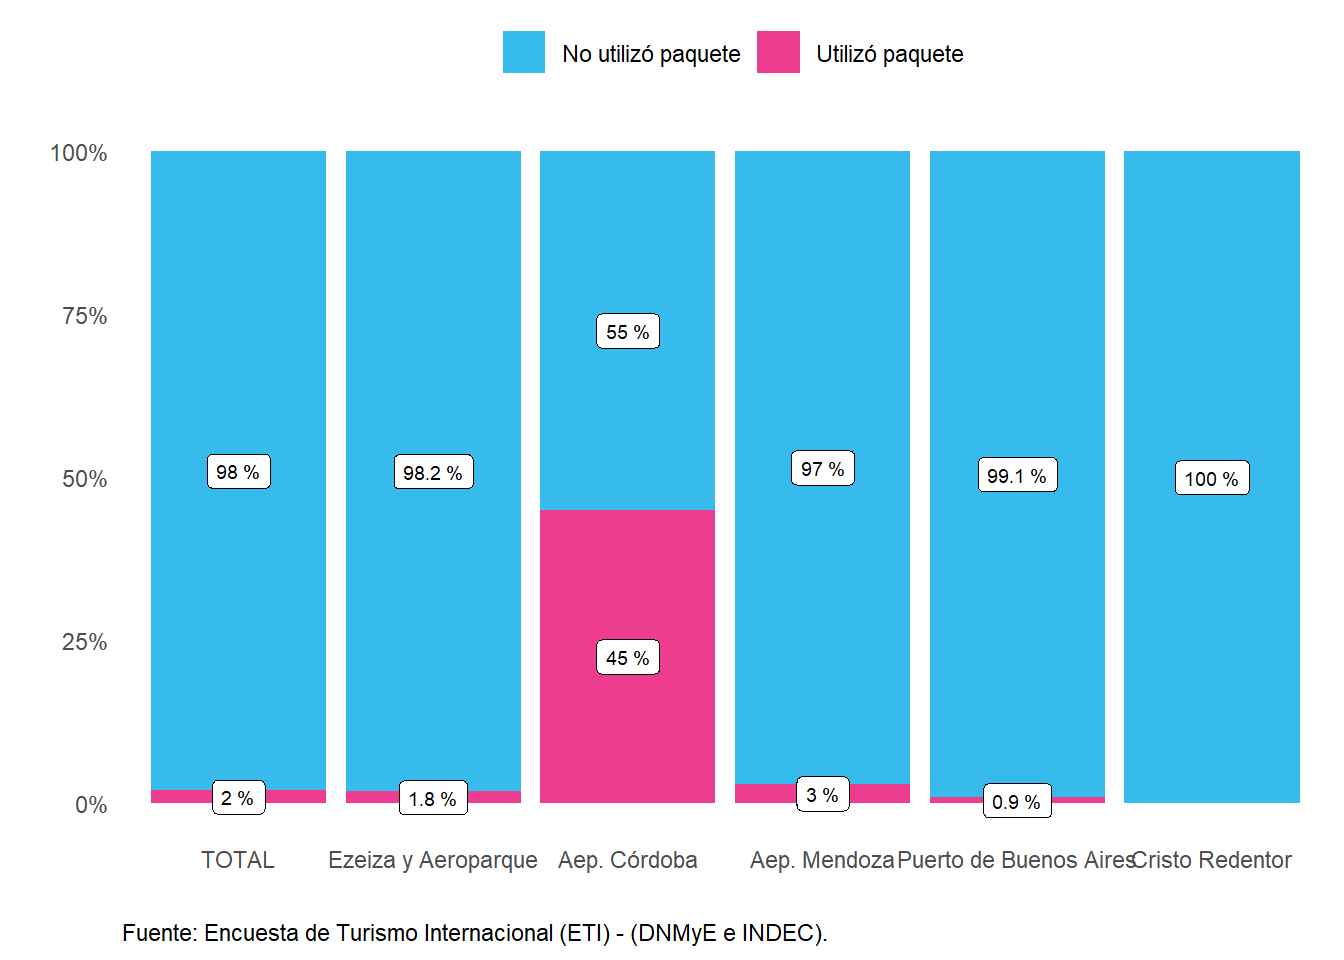 No utilizó paquete
Utilizó paquete
100%
75%
50%
25%
0%
98 %
2 %
98.2 %
1.8 %
55 %
45 %
97 %
3 %
99.1 %
0.9 %
100 %
TOTAL
Ezeiza y Aeroparque
Aep. Córdoba
Aep. Mendoza
Puerto de Buenos Aires
Cristo Redentor
Fuente: Encuesta de Turismo Internacional (ETI) - (DNMyE e INDEC).